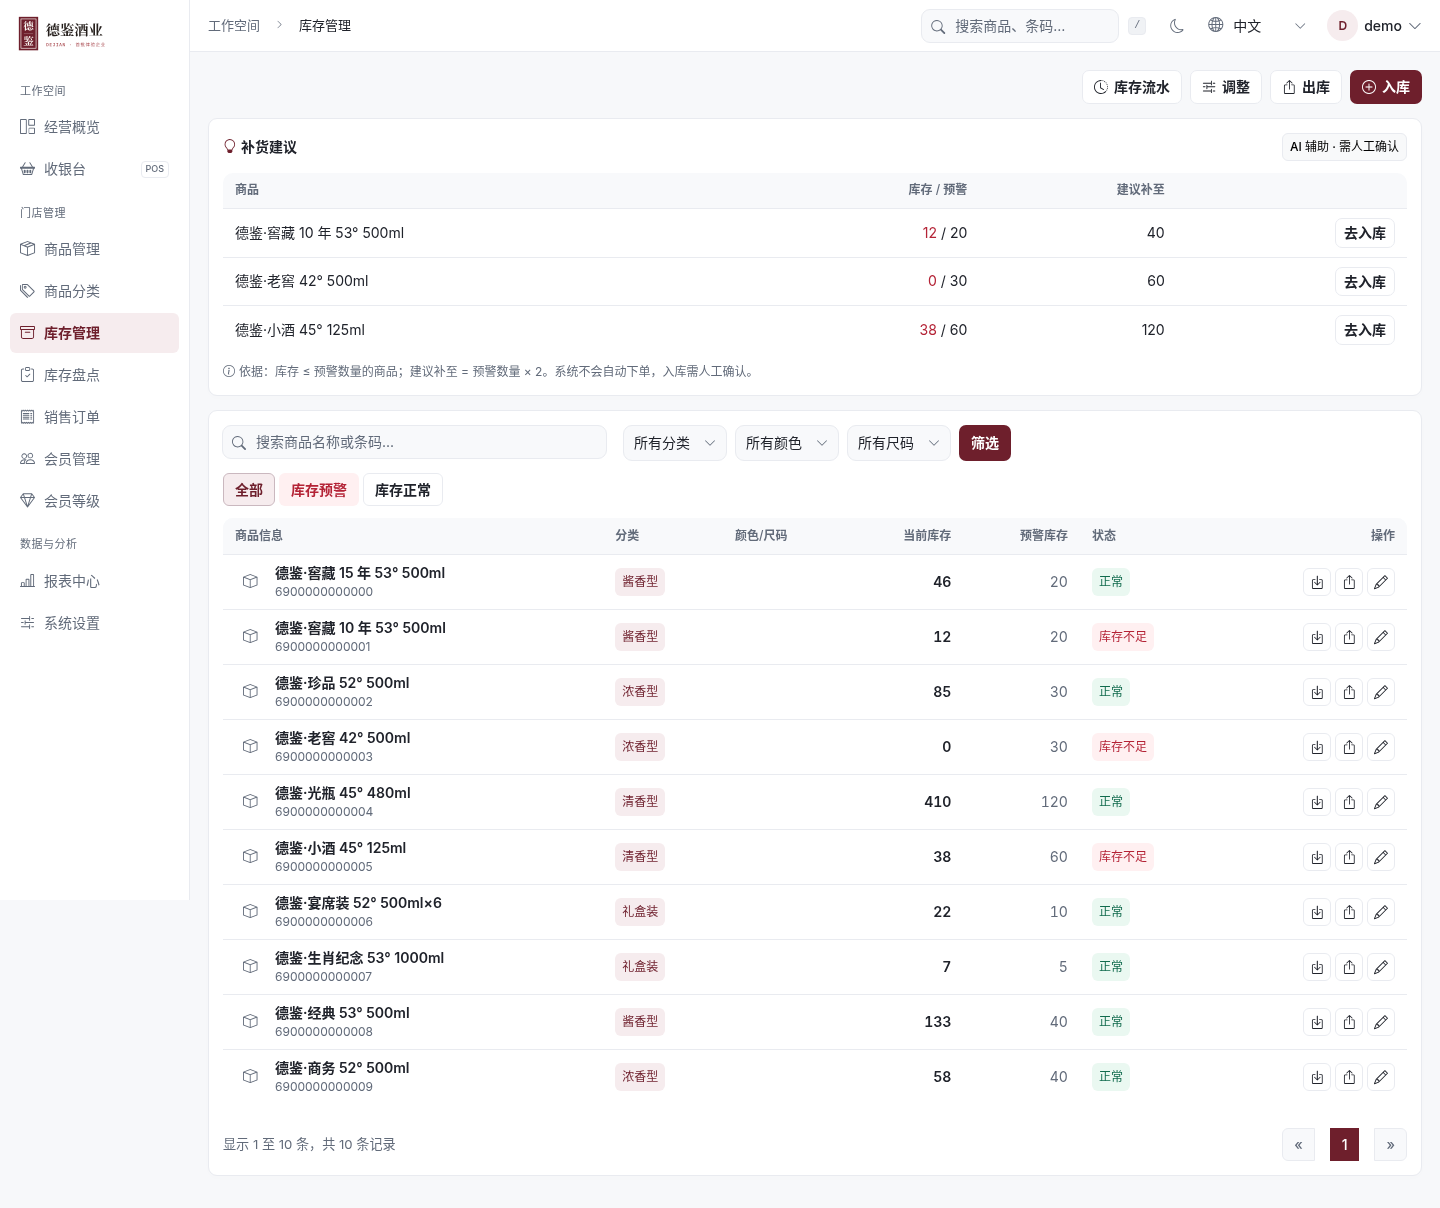 德鉴
德鉴酒业
工作空间
库存管理
搜索商品、条码...
/
中文
D
demo
工作空间
经营概览
收银台
POS
门店管理
商品管理
商品分类
库存管理
库存盘点
销售订单
会员管理
会员等级
数据与分析
报表中心
系统设置
库存流水
调整
出库
入库
补货建议
AI 辅助 · 需人工确认
商品 库存 / 预警 建议补至
德鉴·窖藏 10 年 53° 500ml 12 / 20 40 去入库
德鉴·老窖 42° 500ml 0 / 30 60 去入库
德鉴·小酒 45° 125ml 38 / 60 120 去入库
依据：库存 ≤ 预警数量的商品；建议补至 = 预警数量 × 2。系统不会自动下单，入库需人工确认。
搜索商品名称或条码...
所有分类
所有颜色
所有尺码
筛选
全部
库存预警
库存正常
商品信息 分类 颜色/尺码 当前库存 预警库存 状态 操作
德鉴·窖藏 15 年 53° 500ml
6900000000000
酱香型 46 20 正常
德鉴·窖藏 10 年 53° 500ml
6900000000001
酱香型 12 20 库存不足
德鉴·珍品 52° 500ml
6900000000002
浓香型 85 30 正常
德鉴·老窖 42° 500ml
6900000000003
浓香型 0 30 库存不足
德鉴·光瓶 45° 480ml
6900000000004
清香型 410 120 正常
德鉴·小酒 45° 125ml
6900000000005
清香型 38 60 库存不足
德鉴·宴席装 52° 500ml×6
6900000000006
礼盒装 22 10 正常
德鉴·生肖纪念 53° 1000ml
6900000000007
礼盒装 7 5 正常
德鉴·经典 53° 500ml
6900000000008
酱香型 133 40 正常
德鉴·商务 52° 500ml
6900000000009
浓香型 58 40 正常
显示 1 至 10 条，共 10 条记录
« 1 »